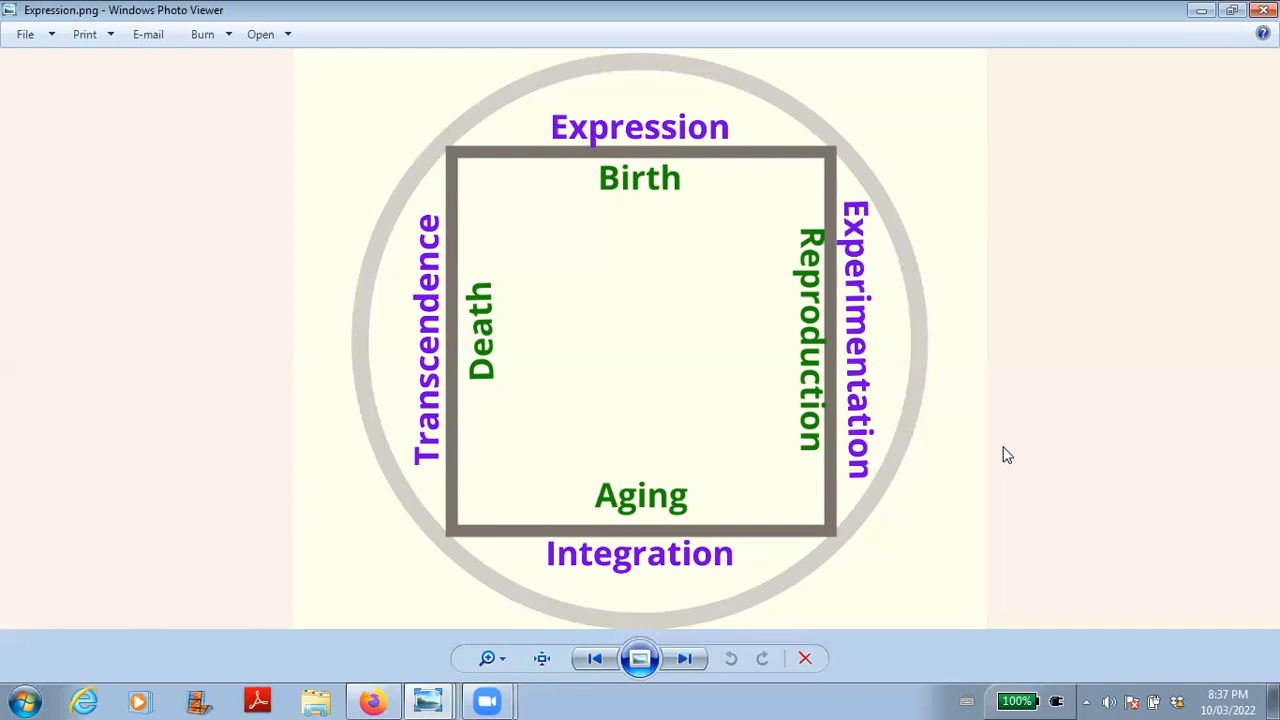 Expression.png - Windows Photo Viewer
File Print E-mail Burn Open
Expression
Birth
Transcendence
Death
Reproduction
Experimentation
Aging
Integration
100%
8:37 PM
10/03/2022